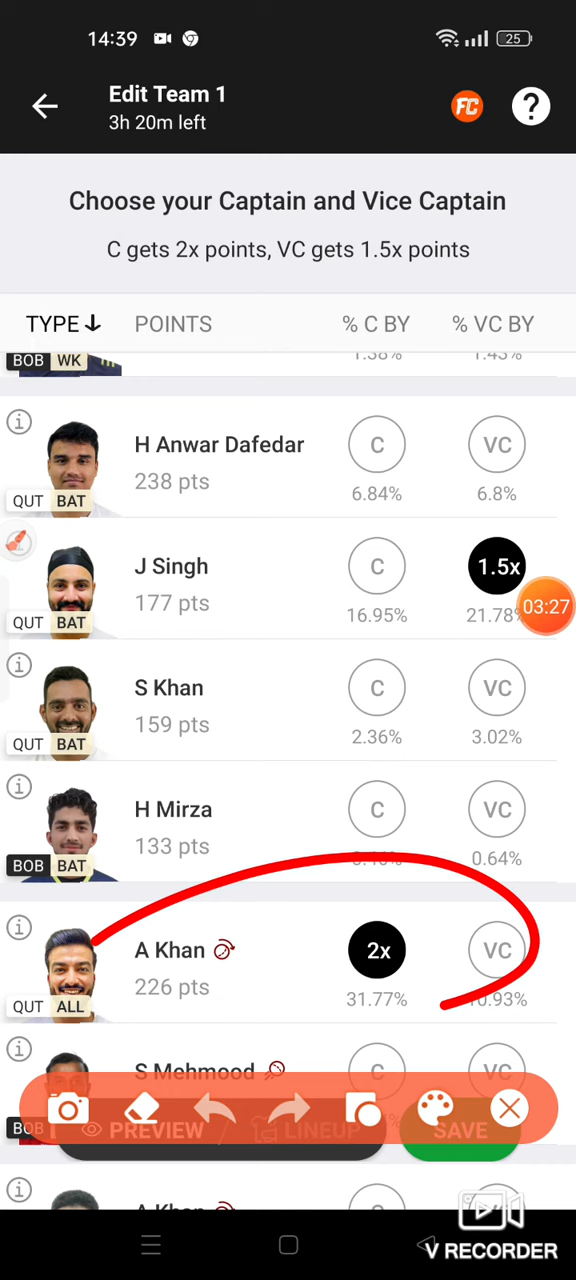 14:39
25
Edit Team 1
3h 20m left
FC
?
Choose your Captain and Vice Captain
C gets 2x points, VC gets 1.5x points
TYPE POINTS % C BY % VC BY
BOB WK 1.38% 1.43%
H Anwar Dafedar C VC
238 pts
QUT BAT 6.84% 6.8%
J Singh C 1.5x
177 pts
QUT BAT 16.95% 21.78%
03:27
S Khan C VC
159 pts
QUT BAT 2.36% 3.02%
H Mirza C VC
133 pts
BOB BAT 0.64%
A Khan 2x VC
226 pts
QUT ALL 31.77% 10.93%
S Mehmood C VC
BOB PREVIEW LINEUP SAVE
A Khan
V RECORDER